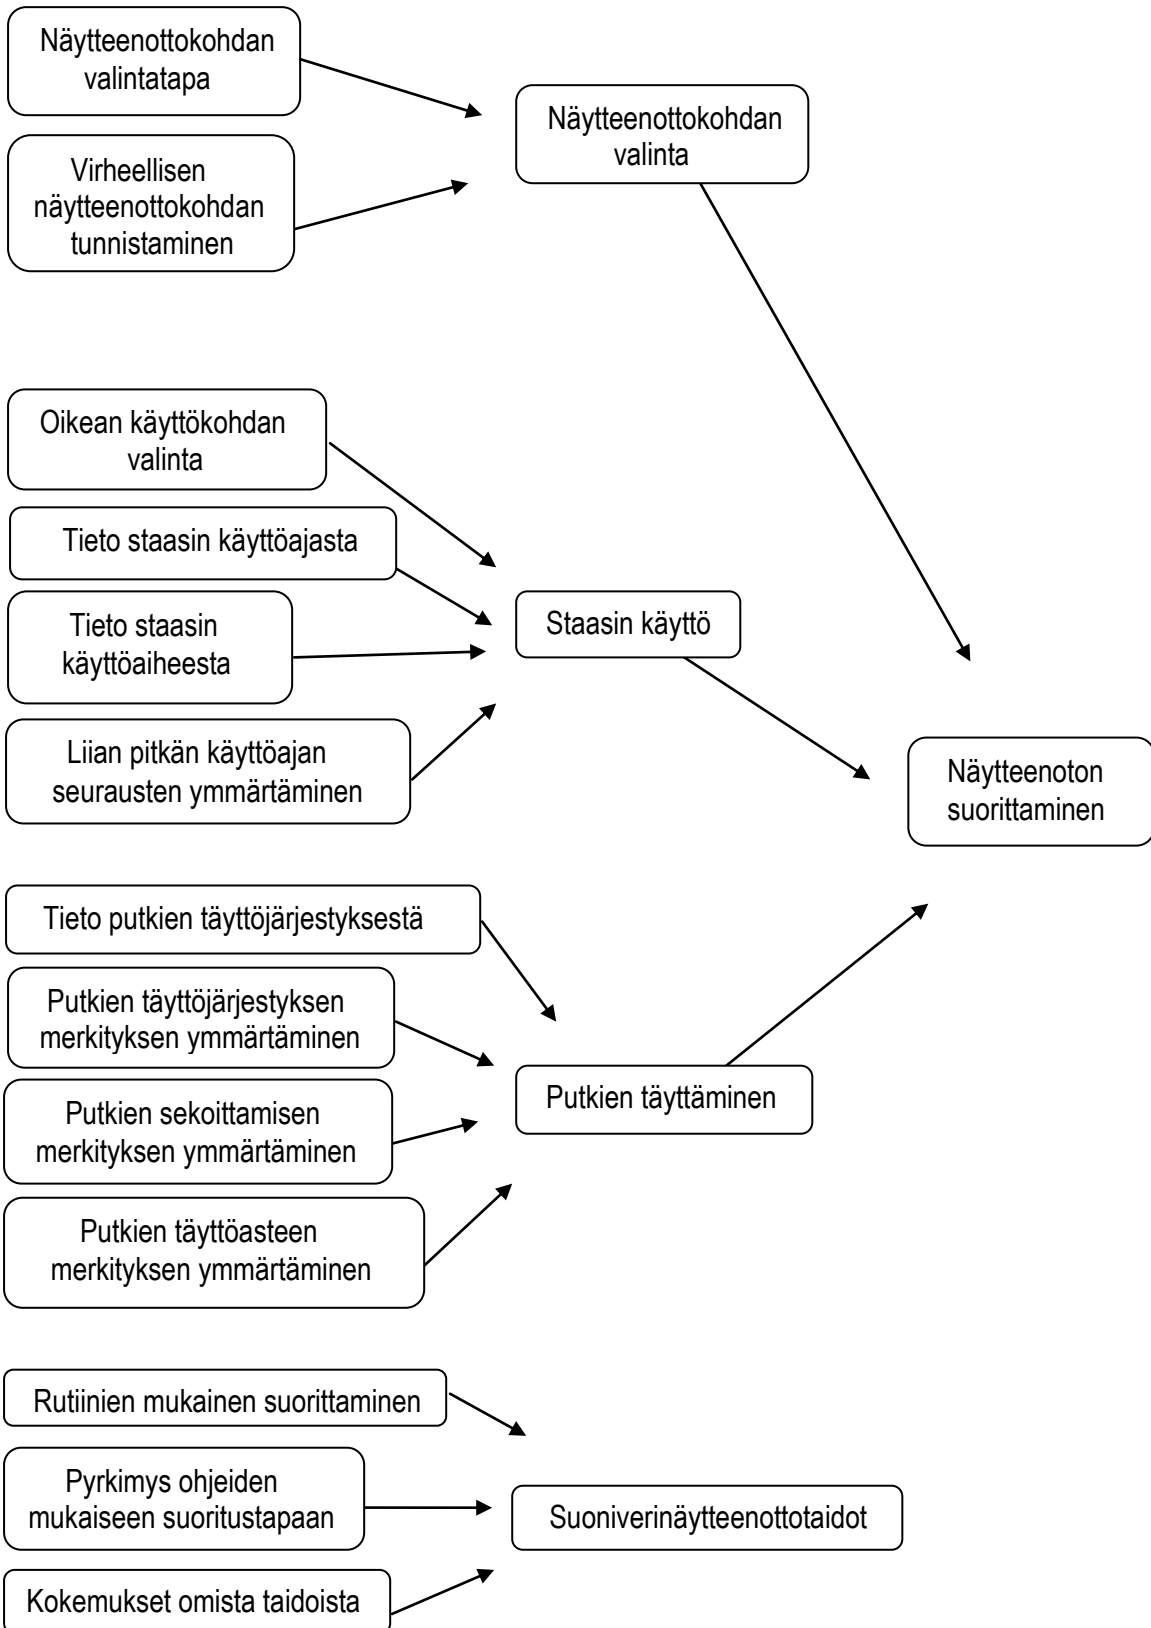 Näytteenottokohdan
valintatapa
Virheellisen
näytteenottokohdan
tunnistaminen
Näytteenottokohdan
valinta
Oikean käyttökohdan
valinta
Tieto staasin käyttöajasta
Tieto staasin
käyttöaiheesta
Liian pitkän käyttöajan
seurausten ymmärtäminen
Staasin käyttö
Näytteenoton
suorittaminen
Tieto putkien täyttöjärjestyksestä
Putkien täyttöjärjestyksen
merkityksen ymmärtäminen
Putkien sekoittamisen
merkityksen ymmärtäminen
Putkien täyttöasteen
merkityksen ymmärtäminen
Putkien täyttäminen
Rutiinien mukainen suorittaminen
Pyrkimys ohjeiden
mukaiseen suoritustapaan
Kokemukset omista taidoista
Suoniverinäytteenottotaidot